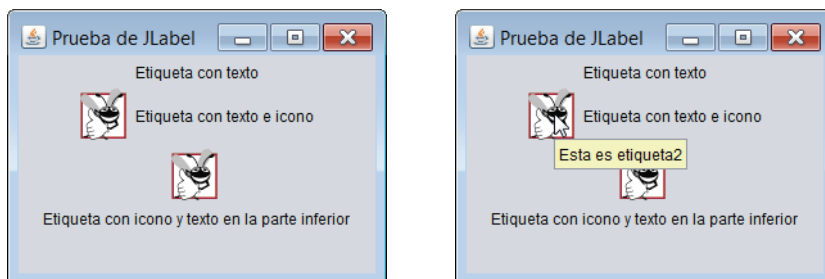 Prueba de JLabel
Etiqueta con texto
Etiqueta con texto e icono
Etiqueta con icono y texto en la parte inferior
Prueba de JLabel
Etiqueta con texto
Etiqueta con texto e icono
Esta es etiqueta2
Etiqueta con icono y texto en la parte inferior